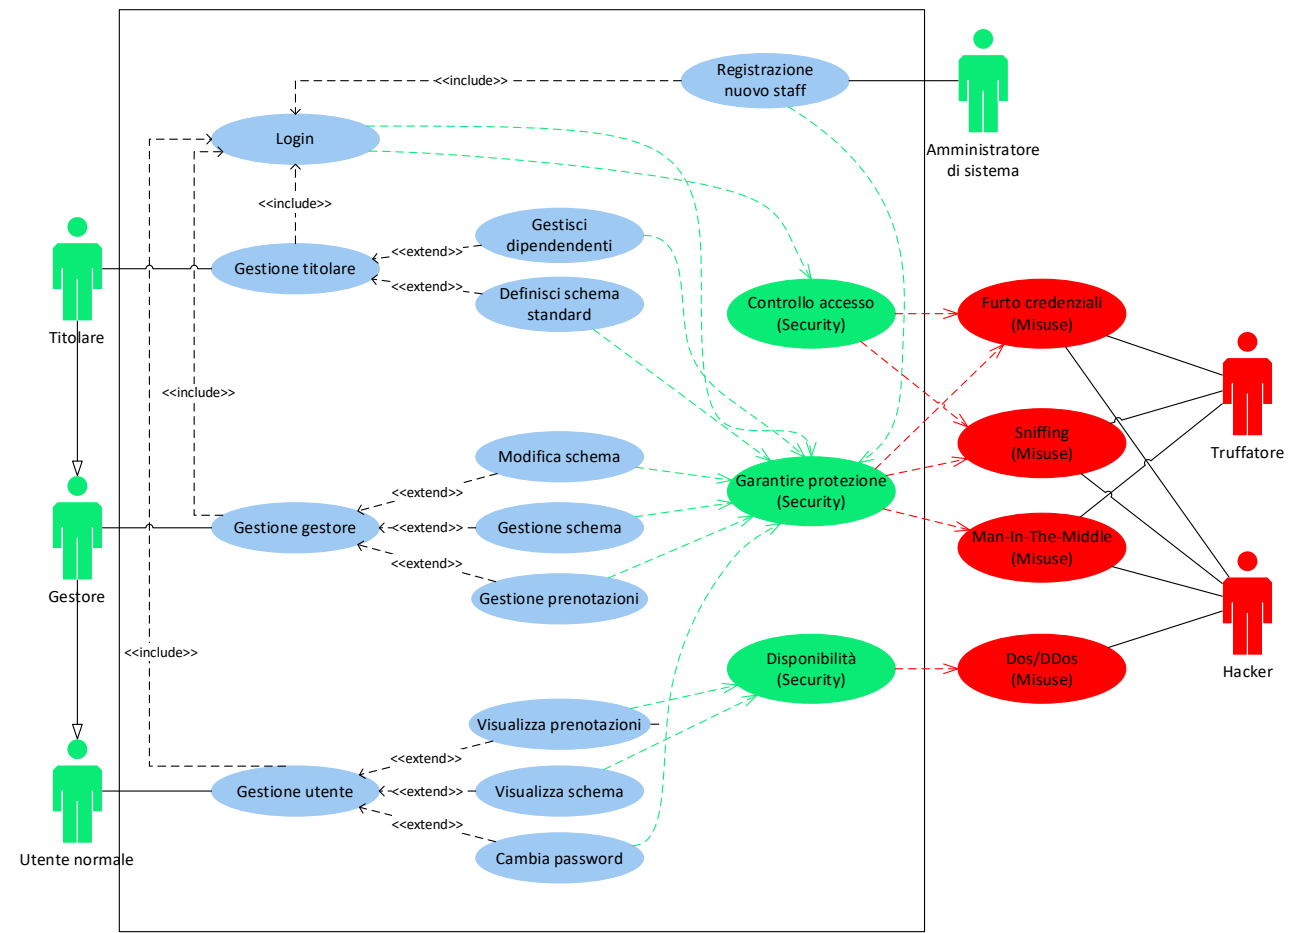 Registrazione
nuovo staff
<<include>>
Login
Amministratore
di sistema
<<include>>
Gestisci
dipendendenti
<<extend>>
Gestione titolare
<<extend>>
Definisci schema
standard
Controllo accesso
(Security)
Furto credenziali
(Misuse)
Titolare
<<include>>
Sniffing
(Misuse)
Truffatore
Modifica schema
Garantire protezione
(Security)
<<extend>>
Gestione gestore
<<extend>>
Gestione schema
Man-In-The-Middle
(Misuse)
<<extend>>
Gestione prenotazioni
Gestore
<<include>>
Disponibilità
(Security)
Dos/DDos
(Misuse)
Hacker
Visualizza prenotazioni
<<extend>>
Gestione utente
<<extend>>
Visualizza schema
<<extend>>
Cambia password
Utente normale